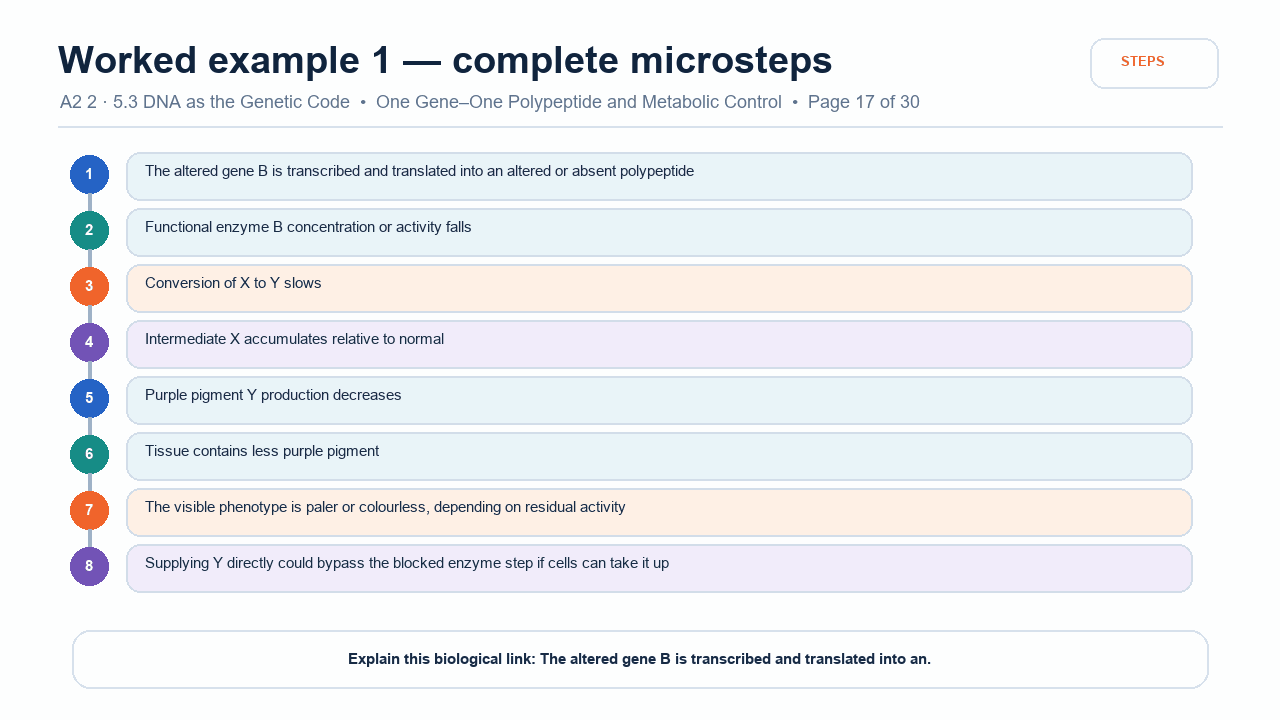 Worked example 1 — complete microsteps
STEPS
A2 2 · 5.3 DNA as the Genetic Code • One Gene–One Polypeptide and Metabolic Control • Page 17 of 30
1 The altered gene B is transcribed and translated into an altered or absent polypeptide
2 Functional enzyme B concentration or activity falls
3 Conversion of X to Y slows
4 Intermediate X accumulates relative to normal
5 Purple pigment Y production decreases
6 Tissue contains less purple pigment
7 The visible phenotype is paler or colourless, depending on residual activity
8 Supplying Y directly could bypass the blocked enzyme step if cells can take it up
Explain this biological link: The altered gene B is transcribed and translated into an.